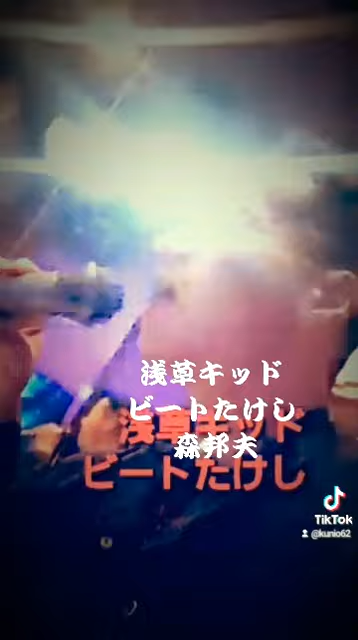 浅草キッド
ビートたけし
浅草キッド
森邦夫
ビートたけし
TikTok
@kunio62